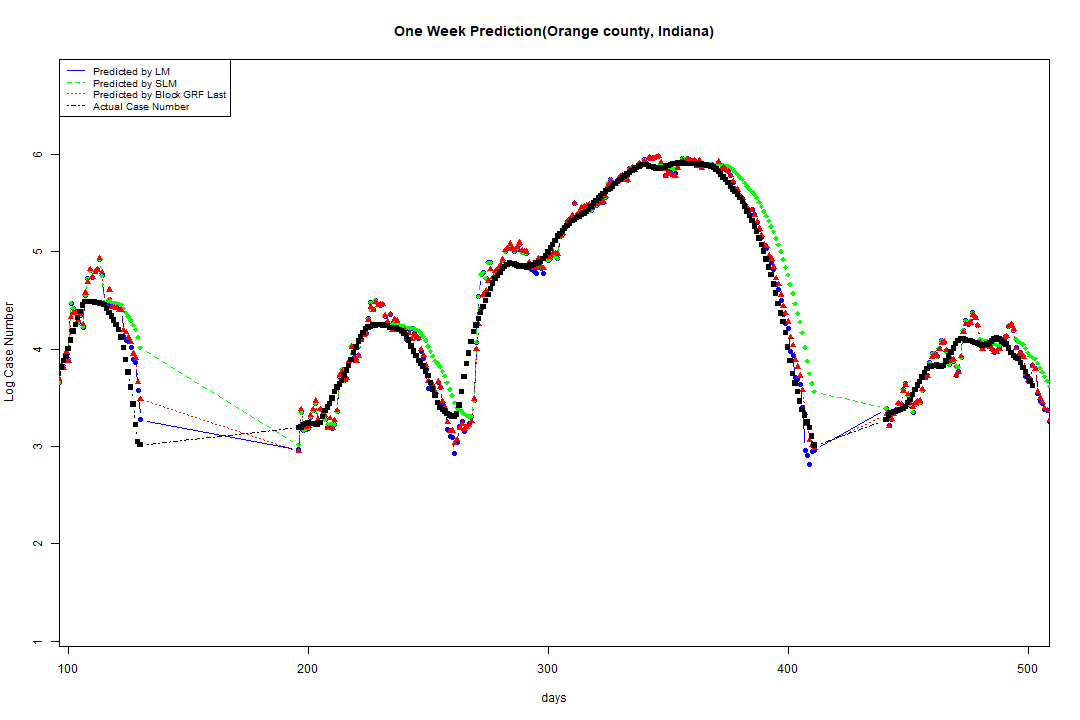 One Week Prediction(Orange county, Indiana)
Predicted by LM
Predicted by SLM
Predicted by Block GRF Last
Actual Case Number
Log Case Number
6
5
4
3
2
1
100 200 300 400 500
days